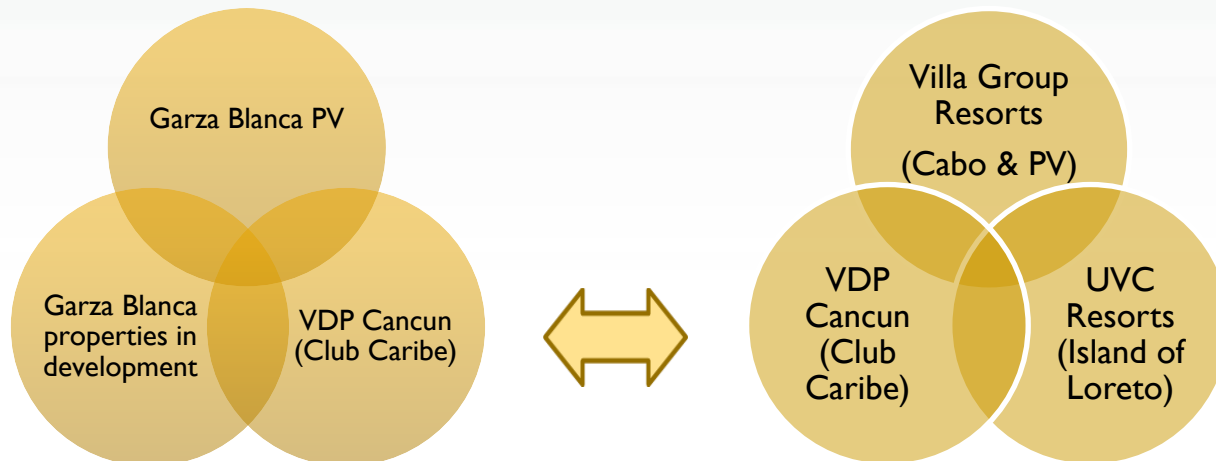 Garza Blanca PV
Garza Blanca
properties in
development
VDP Cancun
(Club Caribe)
Villa Group
Resorts
(Cabo & PV)
VDP
Cancun
(Club
Caribe)
UVC
Resorts
(Island of
Loreto)